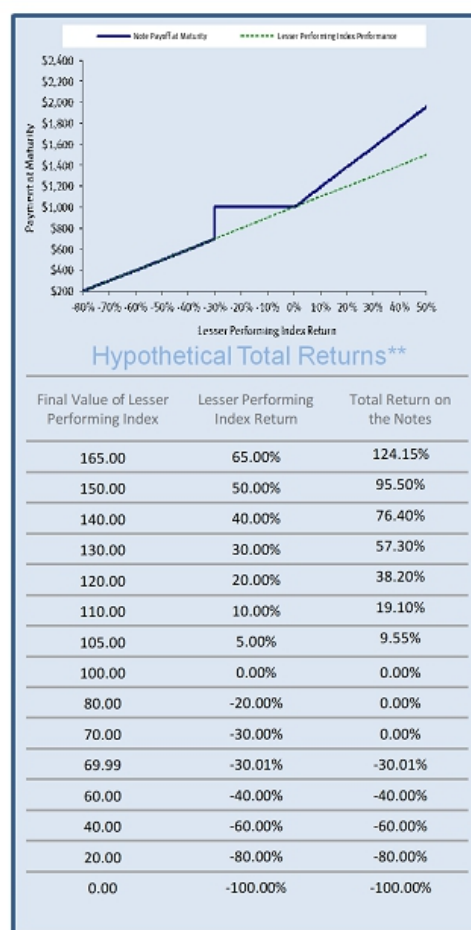 Note Payoff at Maturity Lesser Performing Index Performance
$2,400
$2,200
$2,000
$1,800
$1,600
$1,400
$1,200
$1,000
$800
$600
$400
$200
Payment at Maturity
-80% -70% -60% -50% -40% -30% -20% -10% 0% 10% 20% 30% 40% 50%
Lesser Performing Index Return
Hypothetical Total Returns**
Final Value of Lesser Performing Index
Lesser Performing Index Return
Total Return on the Notes
165.00 65.00% 124.15%
150.00 50.00% 95.50%
140.00 40.00% 76.40%
130.00 30.00% 57.30%
120.00 20.00% 38.20%
110.00 10.00% 19.10%
105.00 5.00% 9.55%
100.00 0.00% 0.00%
80.00 -20.00% 0.00%
70.00 -30.00% 0.00%
69.99 -30.01% -30.01%
60.00 -40.00% -40.00%
40.00 -60.00% -60.00%
20.00 -80.00% -80.00%
0.00 -100.00% -100.00%